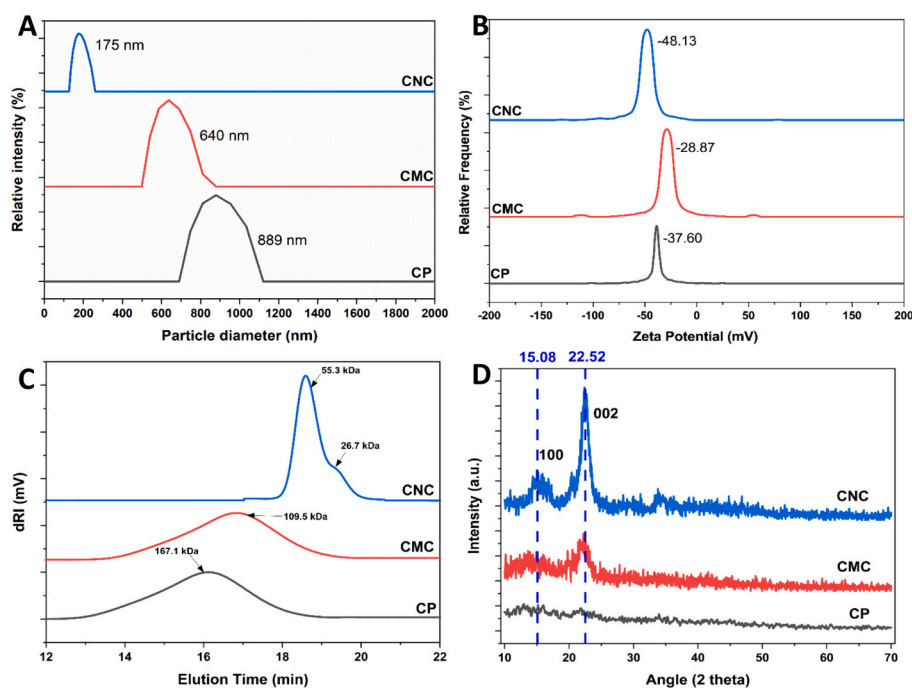 A
175 nm
CNC
640 nm
CMC
889 nm
CP
Relative intensity (%)
0 200 400 600 800 1000 1200 1400 1600 1800 2000
Particle diameter (nm)
B
-48.13
CNC
-28.87
CMC
-37.60
CP
Relative Frequency (%)
-200 -150 -100 -50 0 50 100 150 200
Zeta Potential (mV)
C
55.3 kDa
26.7 kDa
CNC
109.5 kDa
CMC
167.1 kDa
CP
dRI (mV)
12 14 16 18 20 22
Elution Time (min)
15.08 22.52
D
002
100
CNC
CMC
CP
Intensity (a.u.)
10 20 30 40 50 60 70
Angle (2 theta)